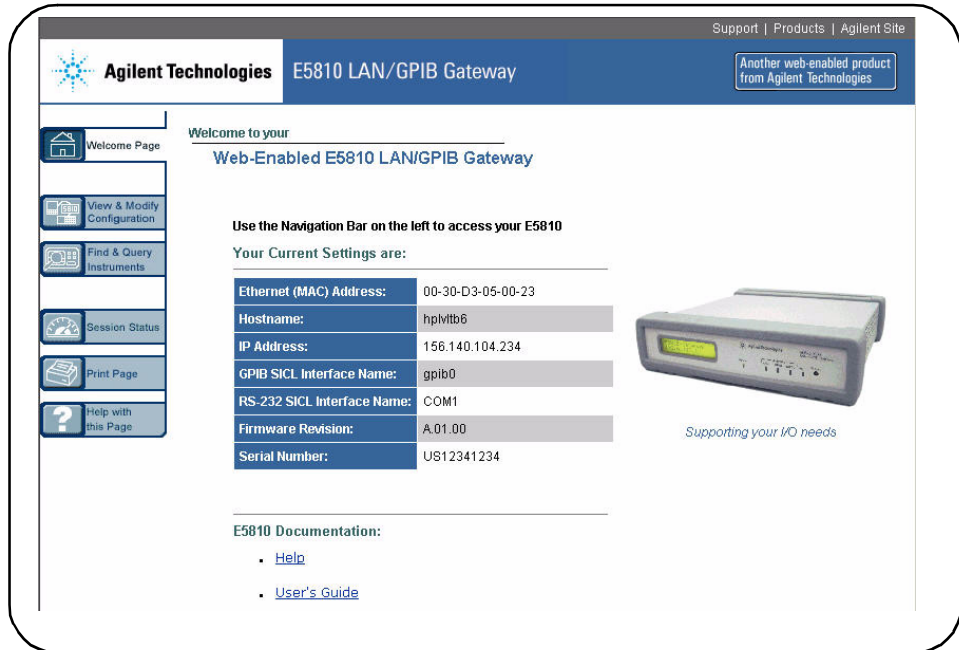 Support | Products | Agilent Site
Agilent Technologies
E5810 LAN/GPIB Gateway
Another web-enabled product
from Agilent Technologies
Welcome Page
View & Modify
Configuration
Find & Query
Instruments
Session Status
Print Page
Help with
this Page
Welcome to your
Web-Enabled E5810 LAN/GPIB Gateway
Use the Navigation Bar on the left to access your E5810
Your Current Settings are:
Ethernet (MAC) Address: 00-30-D3-05-00-23
Hostname: hplvltb6
IP Address: 156.140.104.234
GPIB SICL Interface Name: gpib0
RS-232 SICL Interface Name: COM1
Firmware Revision: A.01.00
Serial Number: US12341234
Supporting your I/O needs
E5810 Documentation:
Help
User's Guide